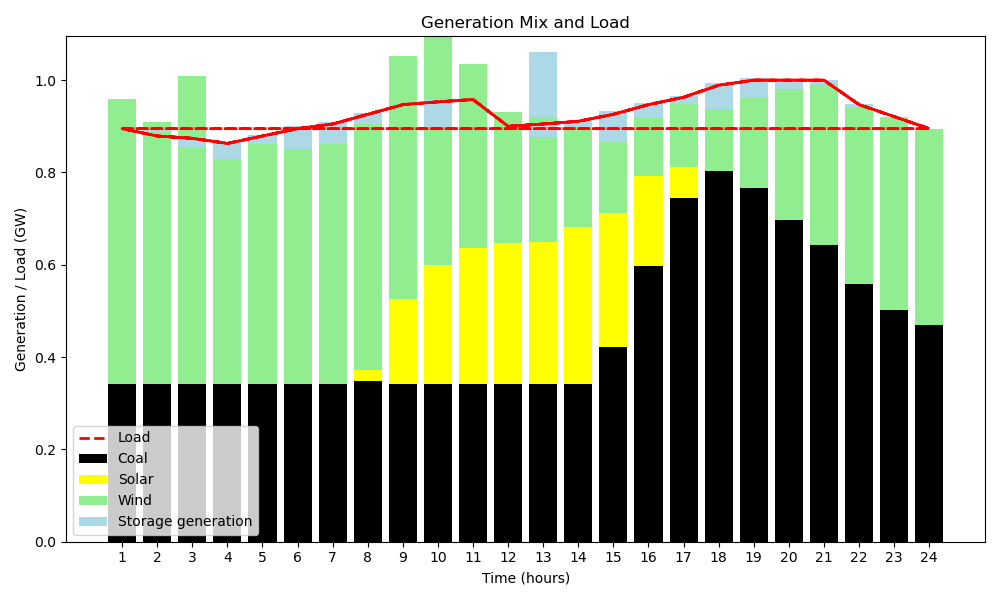 Generation Mix and Load
Generation / Load (GW)
1.0
0.8
0.6
0.4
0.2
0.0
Load
Coal
Solar
Wind
Storage generation
1 2 3 4 5 6 7 8 9 10 11 12 13 14 15 16 17 18 19 20 21 22 23 24
Time (hours)